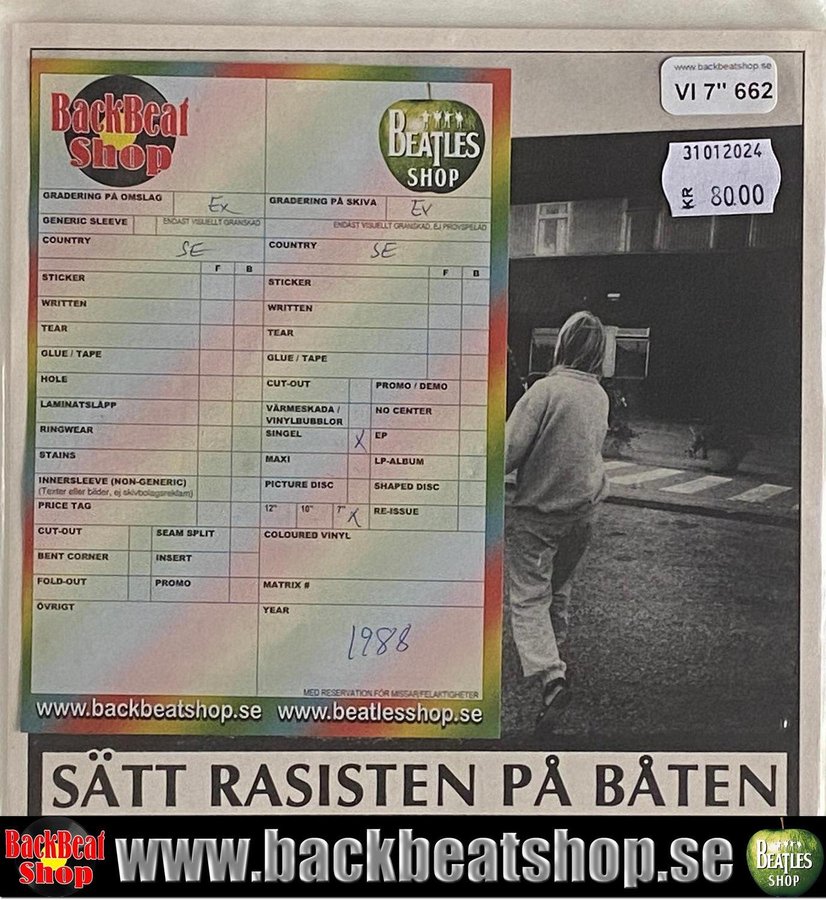 www.backbeatshop.se
VI 7" 662
31012024
KR 80.00
BackBeat
Shop
BEATLES
SHOP
GRADERING PÅ OMSLAG Ex
GRADERING PÅ SKIVA EX
GENERIC SLEEVE ENDAST VISUELLT GRANSKAD
ENDAST VISUELLT GRANSKAD, EJ PROVSPELAD
COUNTRY SE
COUNTRY SE
F B
F B
STICKER
STICKER
WRITTEN
WRITTEN
TEAR
TEAR
GLUE / TAPE
GLUE / TAPE
HOLE
CUT-OUT PROMO / DEMO
LAMINATSLÄPP
VÄRMESKADA / NO CENTER
VINYLBUBBLOR
RINGWEAR
SINGEL X EP
STAINS
MAXI LP-ALBUM
INNERSLEEVE (NON-GENERIC)
(Texter eller bilder, ej skivbolagsreklam)
PICTURE DISC SHAPED DISC
PRICE TAG
12" 10" 7" X RE-ISSUE
CUT-OUT SEAM SPLIT
COLOURED VINYL
BENT CORNER INSERT
FOLD-OUT PROMO
MATRIX #
ÖVRIGT
YEAR
1988
MED RESERVATION FÖR MISSAR/FELAKTIGHETER
www.backbeatshop.se www.beatlesshop.se
SÄTT RASISTEN PÅ BÅTEN
BackBeat
Shop
www.backbeatshop.se
BEATLES
SHOP